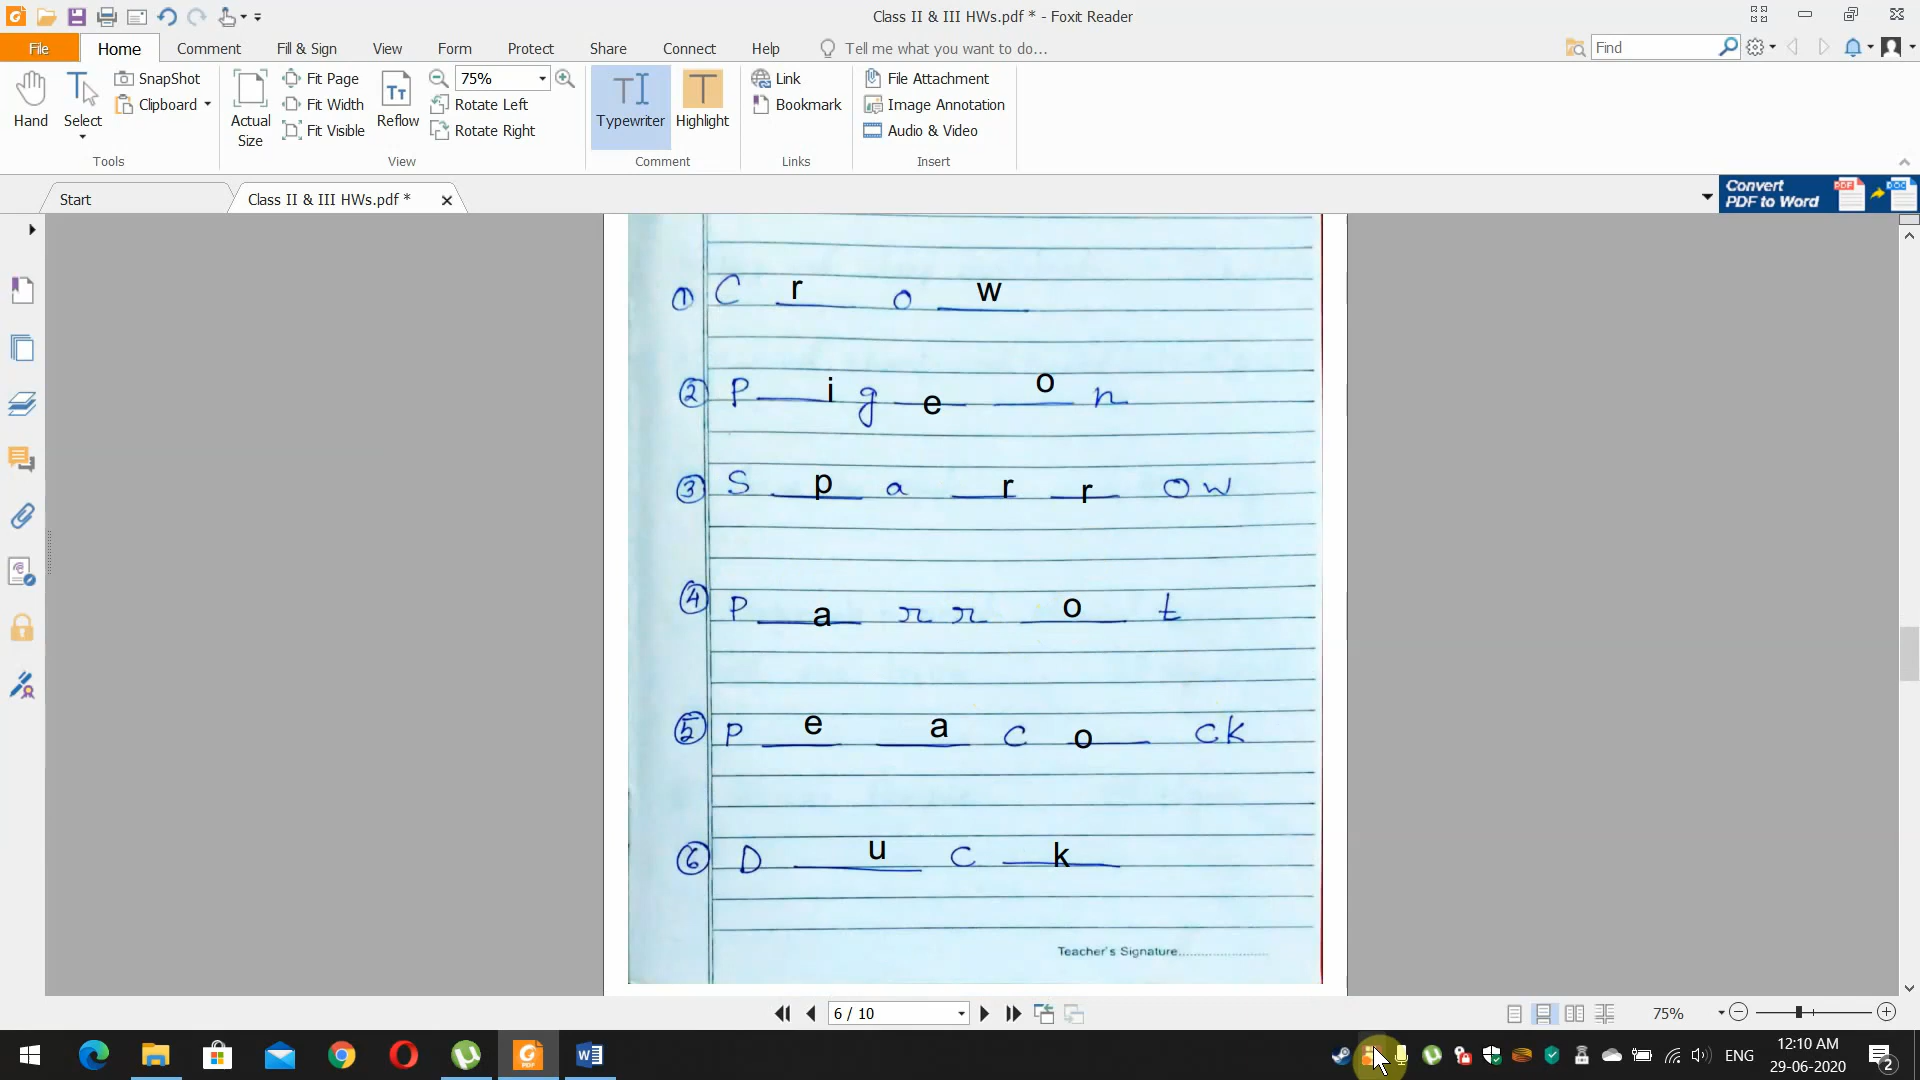 Class II & III HWs.pdf * - Foxit Reader
File Home Comment Fill & Sign View Form Protect Share Connect Help Tell me what you want to do... Find
Hand Select SnapShot Clipboard Actual Size Fit Page Fit Width Fit Visible Reflow 75% Rotate Left Rotate Right Typewriter Highlight Link Bookmark File Attachment Image Annotation Audio & Video
Tools View Comment Links Insert
Start Class II & III HWs.pdf * Convert PDF to Word
① C r o w
② P i g e o n
③ S p a r r o w
④ P a r r o t
⑤ P e a c o ck
⑥ D u c k
Teacher's Signature........................
6 / 10 75%
ENG 12:10 AM
29-06-2020 2